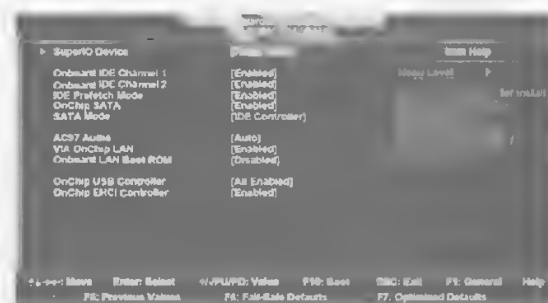 SuperIO Device
Item Help
Onboard IDE Channel 1 [Enabled]
Menu Level
Onboard IDE Channel 2 [Enabled]
IDE Prefetch Mode [Enabled]
OnChip SATA [Enabled]
SATA Mode [IDE Controller]
AC97 Audio [Auto]
VIA OnChip LAN [Enabled]
Onboard LAN Boot ROM [Disabled]
OnChip USB Controller [All Enabled]
OnChip EHCI Controller [Enabled]
Move Enter: Select +/-/PU/PD: Value ESC: Exit F1: General Help
F5: Previous Values F6: Fail-Safe Defaults F7: Optimized Defaults